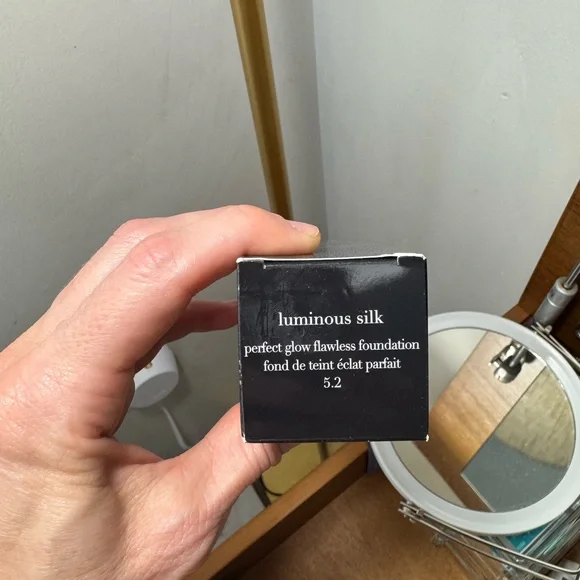 luminous silk
perfect glow flawless foundation
fond de teint éclat parfait
5.2